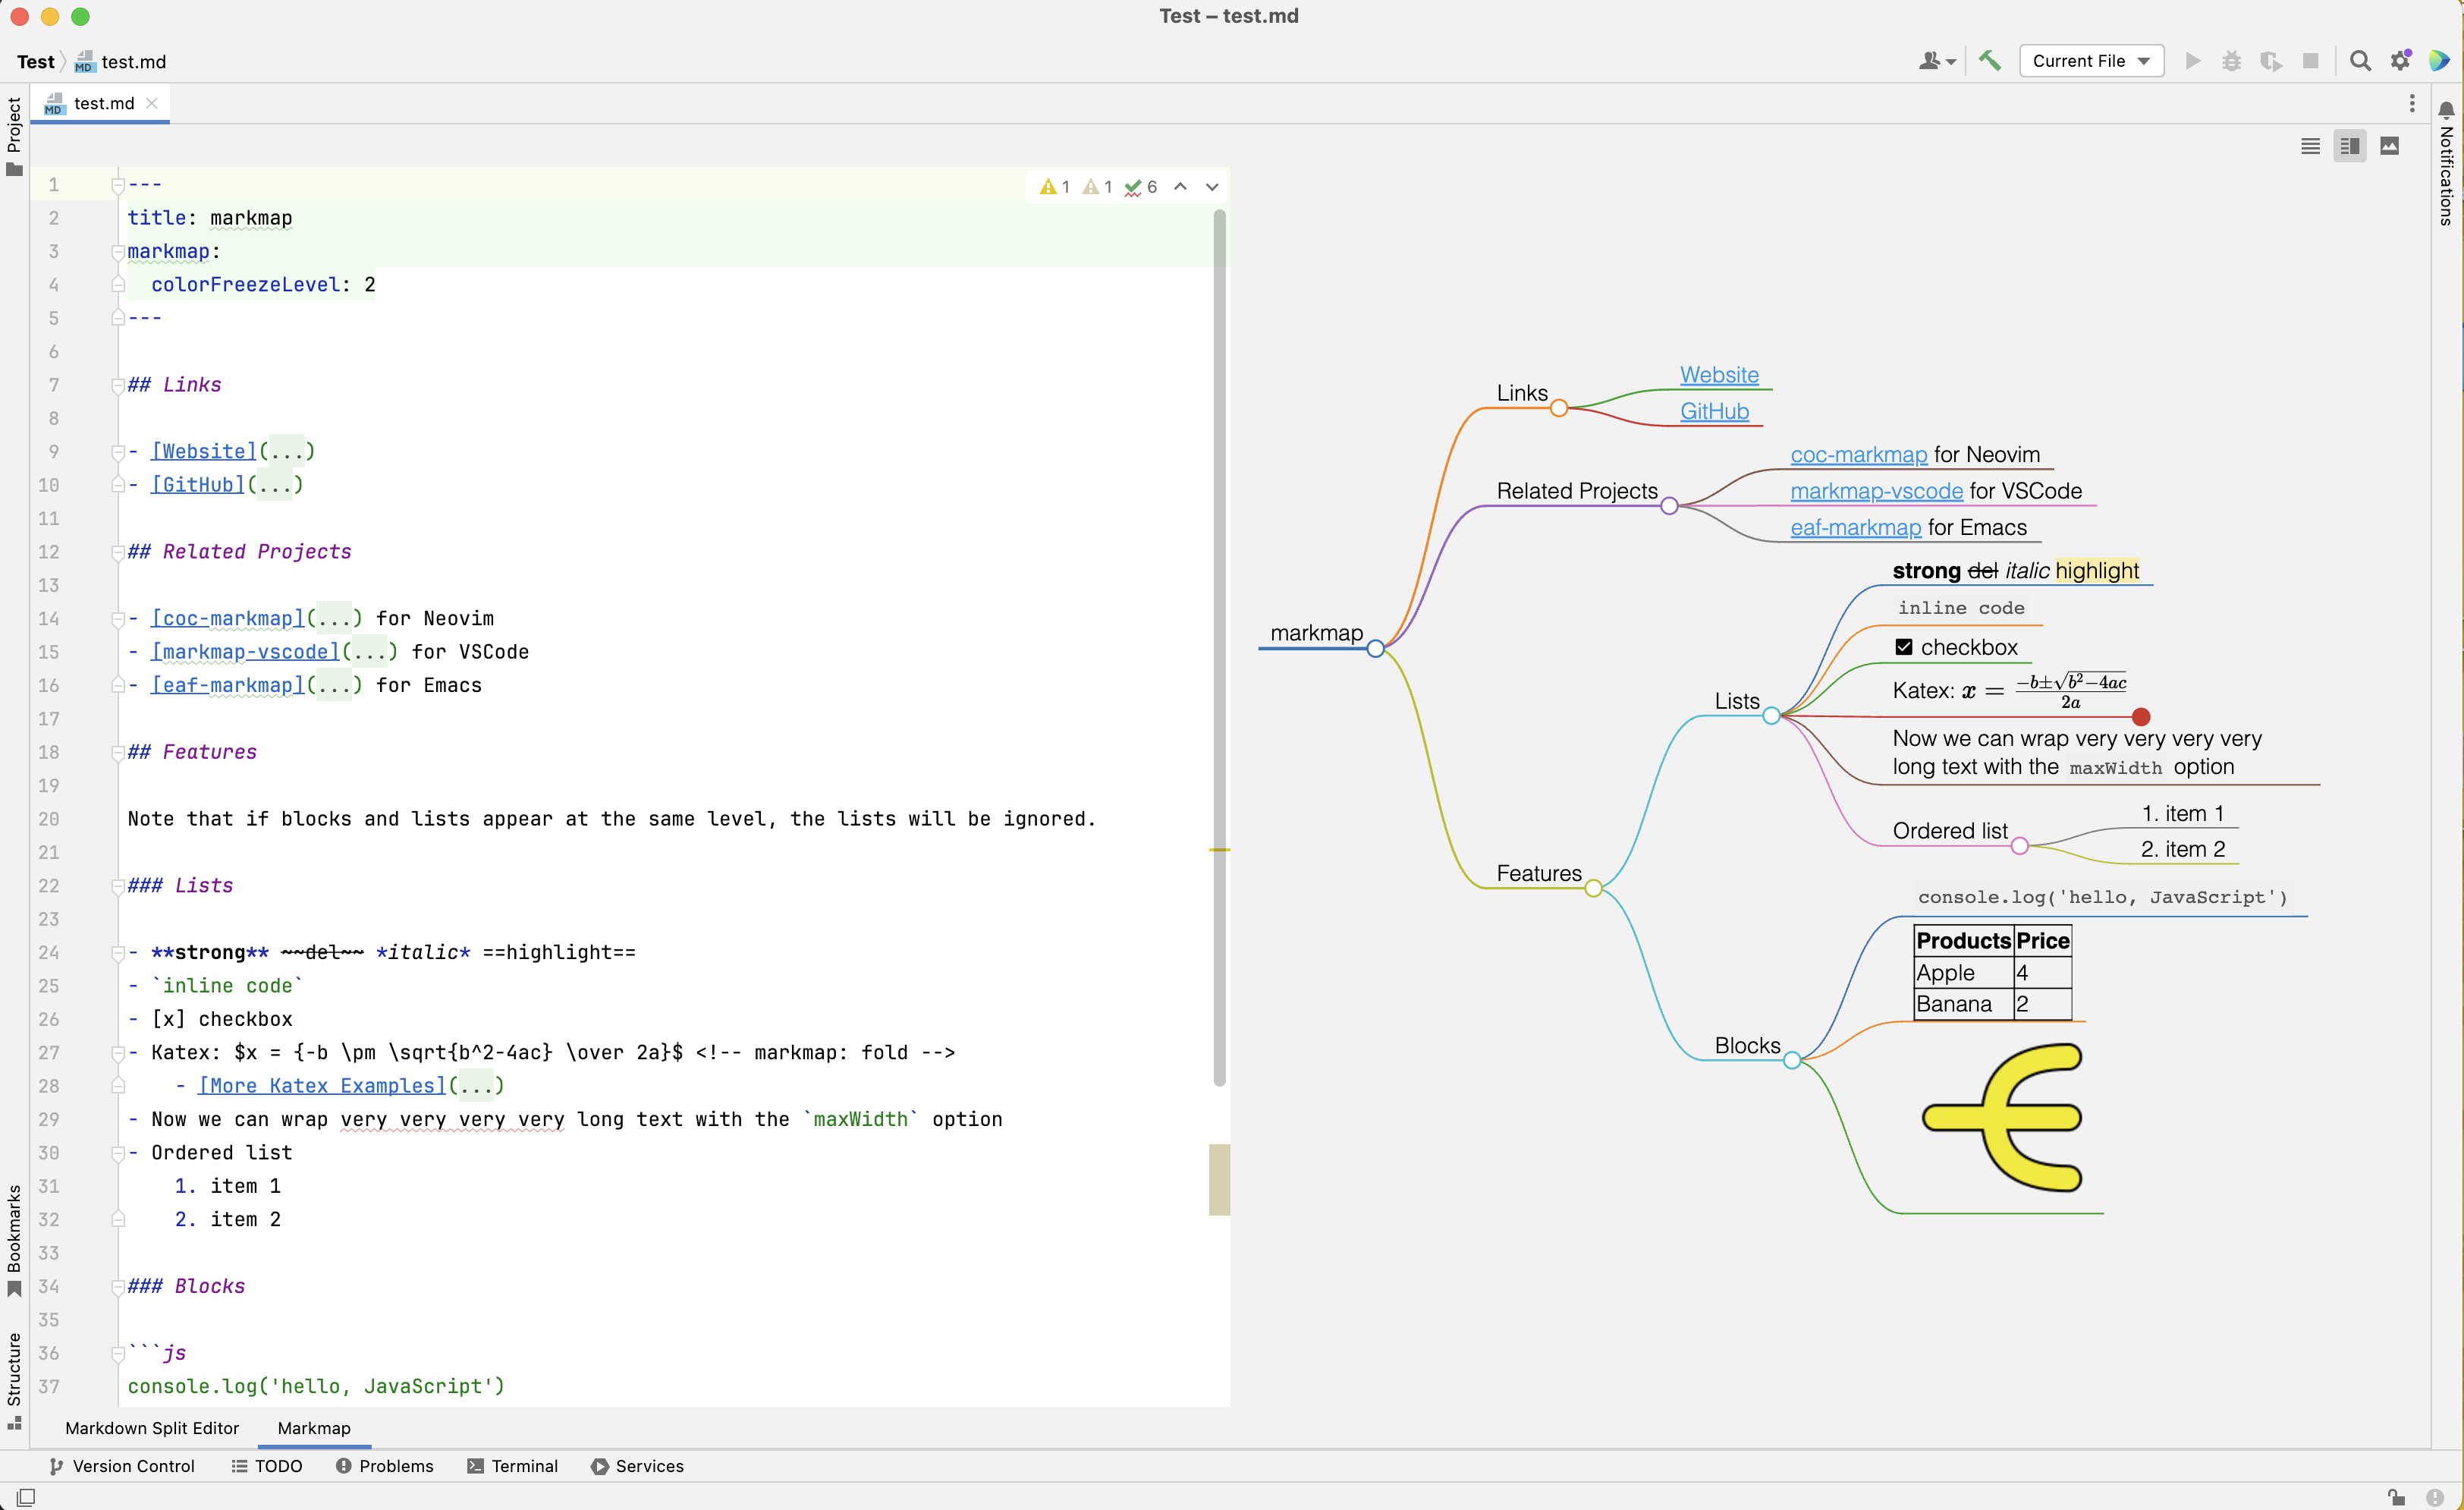 Test – test.md
Test test.md
Current File
Project
test.md
Notifications
1 ---
1 1 6
2 title: markmap
3 markmap:
4 colorFreezeLevel: 2
5 ---
6
7 ## Links
8
9 - [Website](...)
10 - [GitHub](...)
11
12 ## Related Projects
13
14 - [coc-markmap](...) for Neovim
15 - [markmap-vscode](...) for VSCode
16 - [eaf-markmap](...) for Emacs
17
18 ## Features
19
20 Note that if blocks and lists appear at the same level, the lists will be ignored.
21
22 ### Lists
23
24 - **strong** ~~del~~ *italic* ==highlight==
25 - `inline code`
26 - [x] checkbox
27 - Katex: $x = {-b \pm \sqrt{b^2-4ac} \over 2a}$ <!-- markmap: fold -->
28 - [More Katex Examples](...)
29 - Now we can wrap very very very very long text with the `maxWidth` option
30 - Ordered list
31 1. item 1
32 2. item 2
33
34 ### Blocks
35
36 ```js
37 console.log('hello, JavaScript')
markmap
Links
Website
GitHub
Related Projects
coc-markmap for Neovim
markmap-vscode for VSCode
eaf-markmap for Emacs
Features
Lists
strong del italic highlight
inline code
checkbox
Katex: x = −b±√b²−4ac / 2a
Now we can wrap very very very very
long text with the maxWidth option
Ordered list
1. item 1
2. item 2
Blocks
console.log('hello, JavaScript')
Products Price
Apple 4
Banana 2
Bookmarks
Structure
Markdown Split Editor Markmap
Version Control TODO Problems Terminal Services